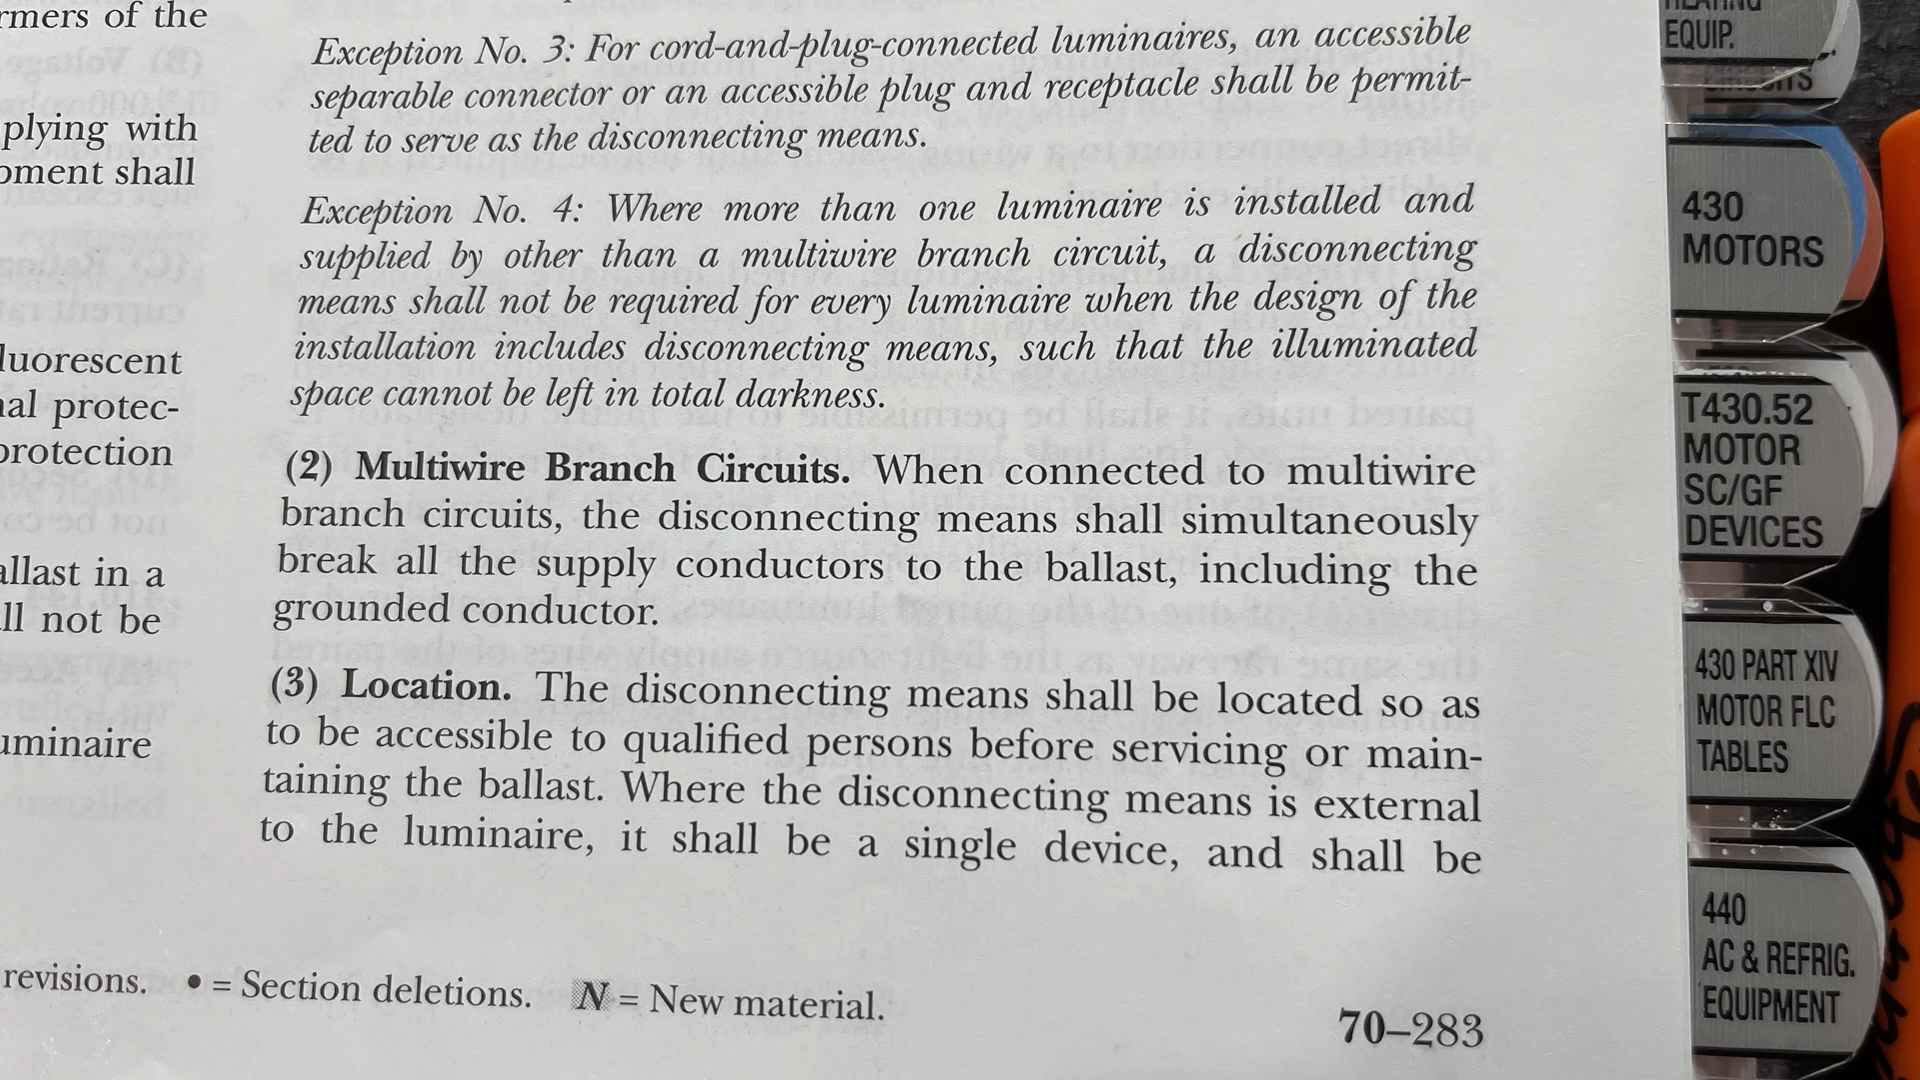 rmers of the
plying with
oment shall
luorescent
nal protec-
protection
allast in a
ll not be
uminaire
Exception No. 3: For cord-and-plug-connected luminaires, an accessible
separable connector or an accessible plug and receptacle shall be permit-
ted to serve as the disconnecting means.
Exception No. 4: Where more than one luminaire is installed and
supplied by other than a multiwire branch circuit, a disconnecting
means shall not be required for every luminaire when the design of the
installation includes disconnecting means, such that the illuminated
space cannot be left in total darkness.
(2) Multiwire Branch Circuits. When connected to multiwire
branch circuits, the disconnecting means shall simultaneously
break all the supply conductors to the ballast, including the
grounded conductor.
(3) Location. The disconnecting means shall be located so as
to be accessible to qualified persons before servicing or main-
taining the ballast. Where the disconnecting means is external
to the luminaire, it shall be a single device, and shall be
revisions. • = Section deletions. N = New material.
70–283
HEATING
EQUIP.
430
MOTORS
T430.52
MOTOR
SC/GF
DEVICES
430 PART XIV
MOTOR FLC
TABLES
440
AC & REFRIG.
EQUIPMENT